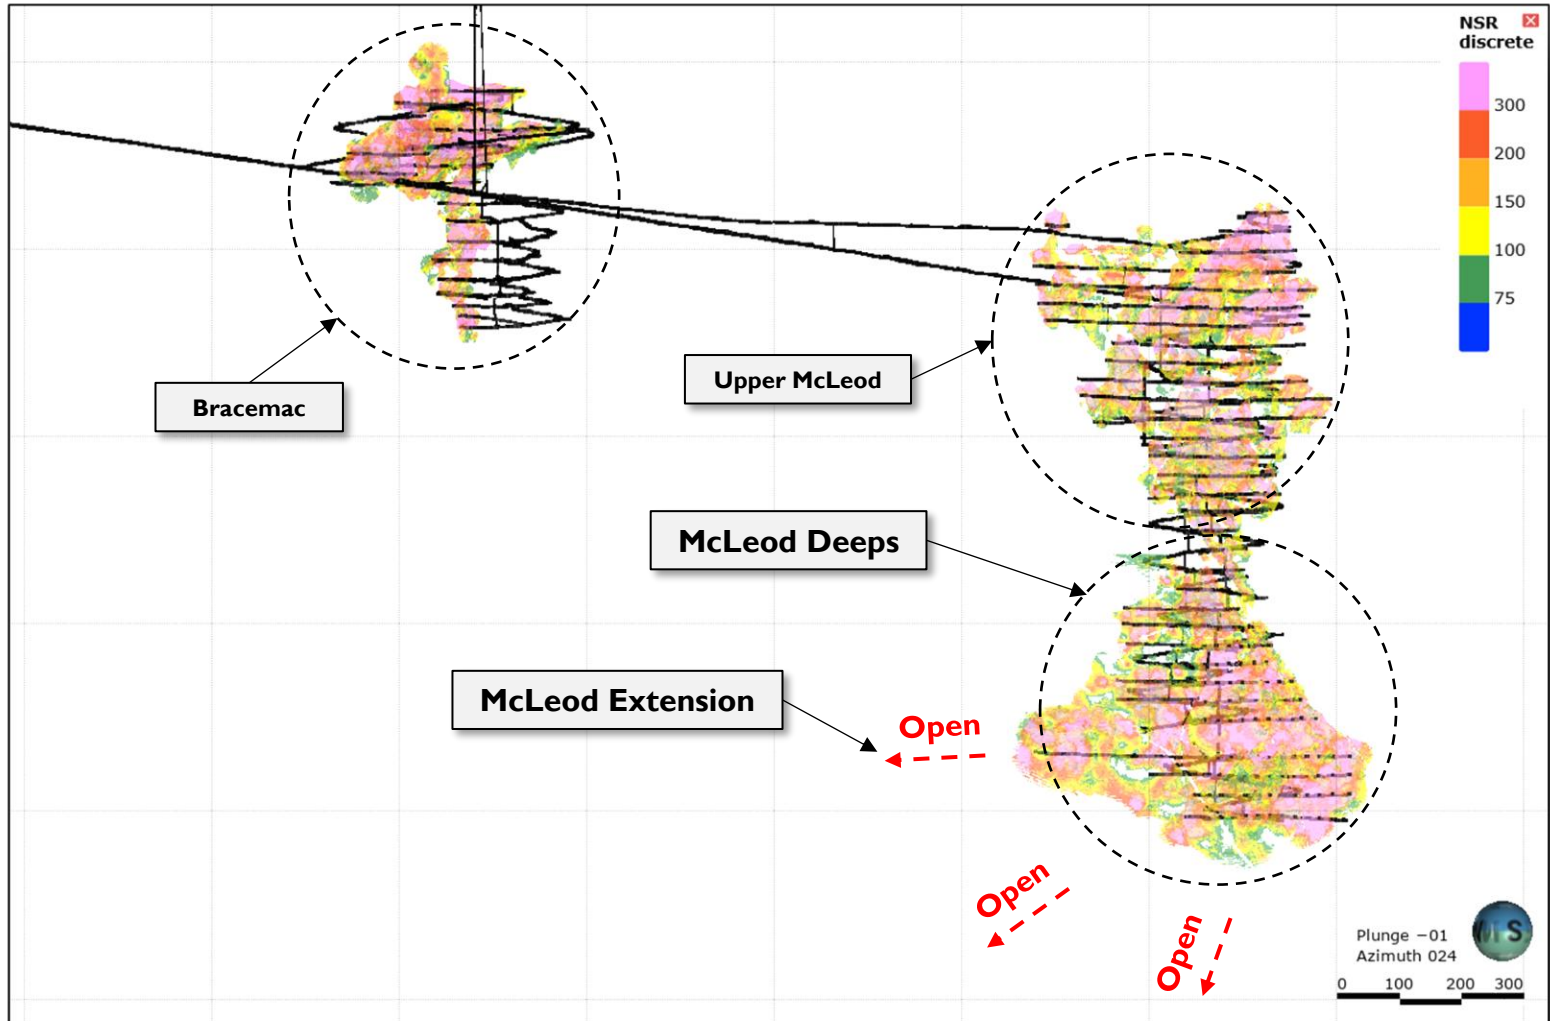 NSR
discrete
300
200
150
100
75
Bracemac
Upper McLeod
McLeod Deeps
McLeod Extension
Open
Open
Open
Plunge −01
Azimuth 024
S
0 100 200 300